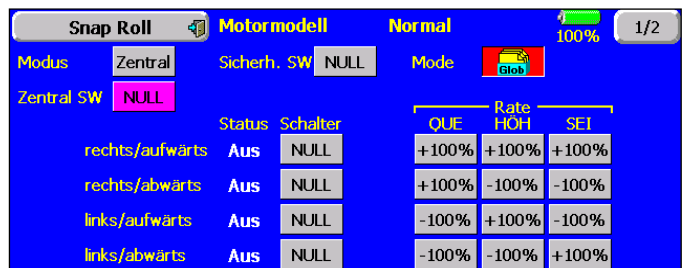 Snap Roll Motormodell Normal 100% 1/2
Modus Zentral Sicherh. SW NULL Mode Glob
Zentral SW NULL
Rate
Status Schalter QUE HÖH SEI
rechts/aufwärts Aus NULL +100% +100% +100%
rechts/abwärts Aus NULL +100% -100% -100%
links/aufwärts Aus NULL -100% +100% -100%
links/abwärts Aus NULL -100% -100% +100%